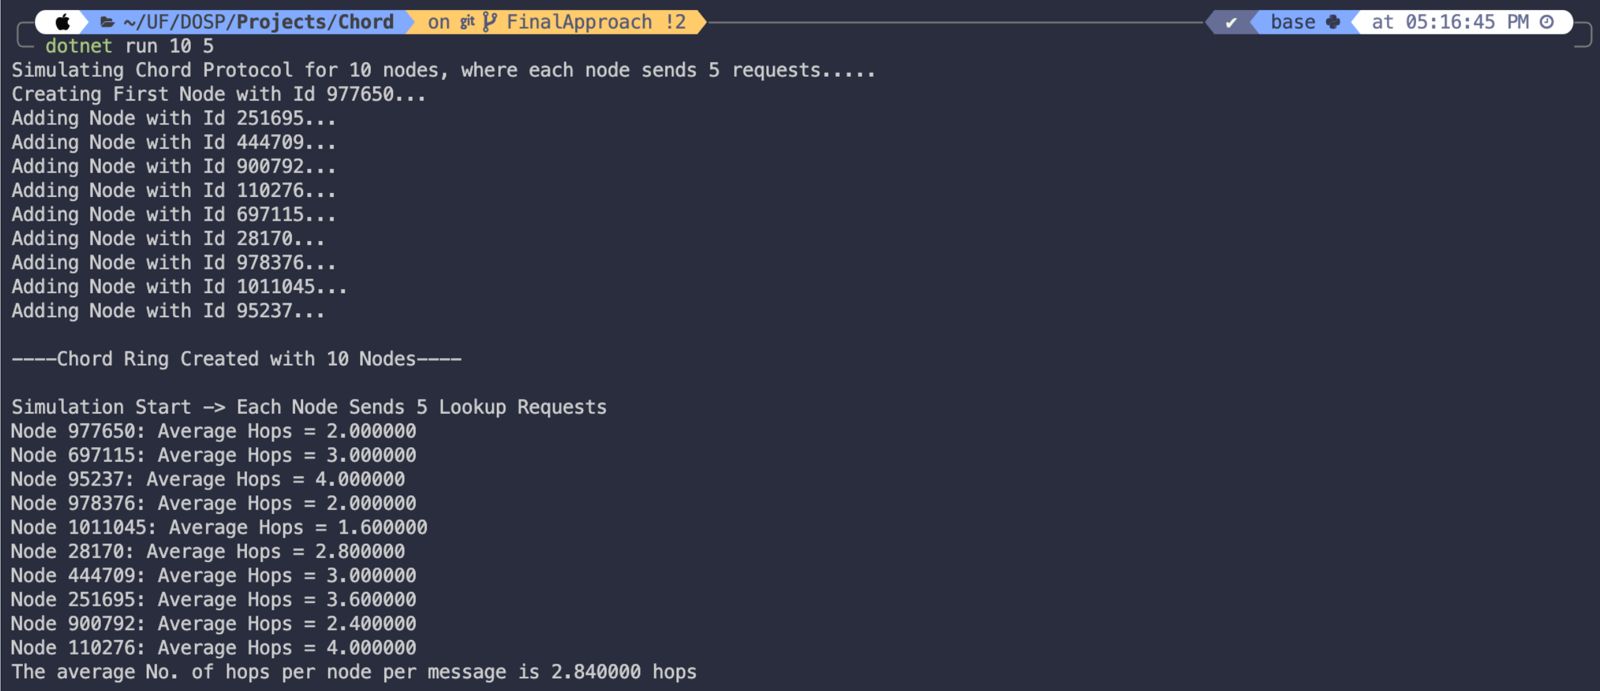 ~/UF/DOSP/Projects/Chord on git FinalApproach !2 ✔ base at 05:16:45 PM
dotnet run 10 5
Simulating Chord Protocol for 10 nodes, where each node sends 5 requests.....
Creating First Node with Id 977650...
Adding Node with Id 251695...
Adding Node with Id 444709...
Adding Node with Id 900792...
Adding Node with Id 110276...
Adding Node with Id 697115...
Adding Node with Id 28170...
Adding Node with Id 978376...
Adding Node with Id 1011045...
Adding Node with Id 95237...
----Chord Ring Created with 10 Nodes----
Simulation Start -> Each Node Sends 5 Lookup Requests
Node 977650: Average Hops = 2.000000
Node 697115: Average Hops = 3.000000
Node 95237: Average Hops = 4.000000
Node 978376: Average Hops = 2.000000
Node 1011045: Average Hops = 1.600000
Node 28170: Average Hops = 2.800000
Node 444709: Average Hops = 3.000000
Node 251695: Average Hops = 3.600000
Node 900792: Average Hops = 2.400000
Node 110276: Average Hops = 4.000000
The average No. of hops per node per message is 2.840000 hops